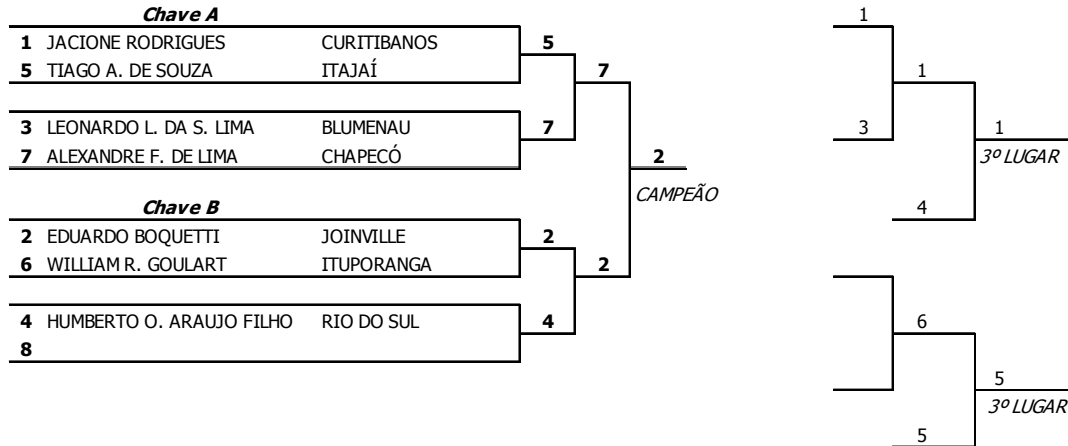 Chave A
1 JACIONE RODRIGUES CURITIBANOS
5 TIAGO A. DE SOUZA ITAJAÍ
5
7
3 LEONARDO L. DA S. LIMA BLUMENAU
7 ALEXANDRE F. DE LIMA CHAPECÓ
7
2
CAMPEÃO
Chave B
2 EDUARDO BOQUETTI JOINVILLE
6 WILLIAM R. GOULART ITUPORANGA
2
2
4 HUMBERTO O. ARAUJO FILHO RIO DO SUL
8
4
1
1
3
1
3º LUGAR
4
6
5
3º LUGAR
5